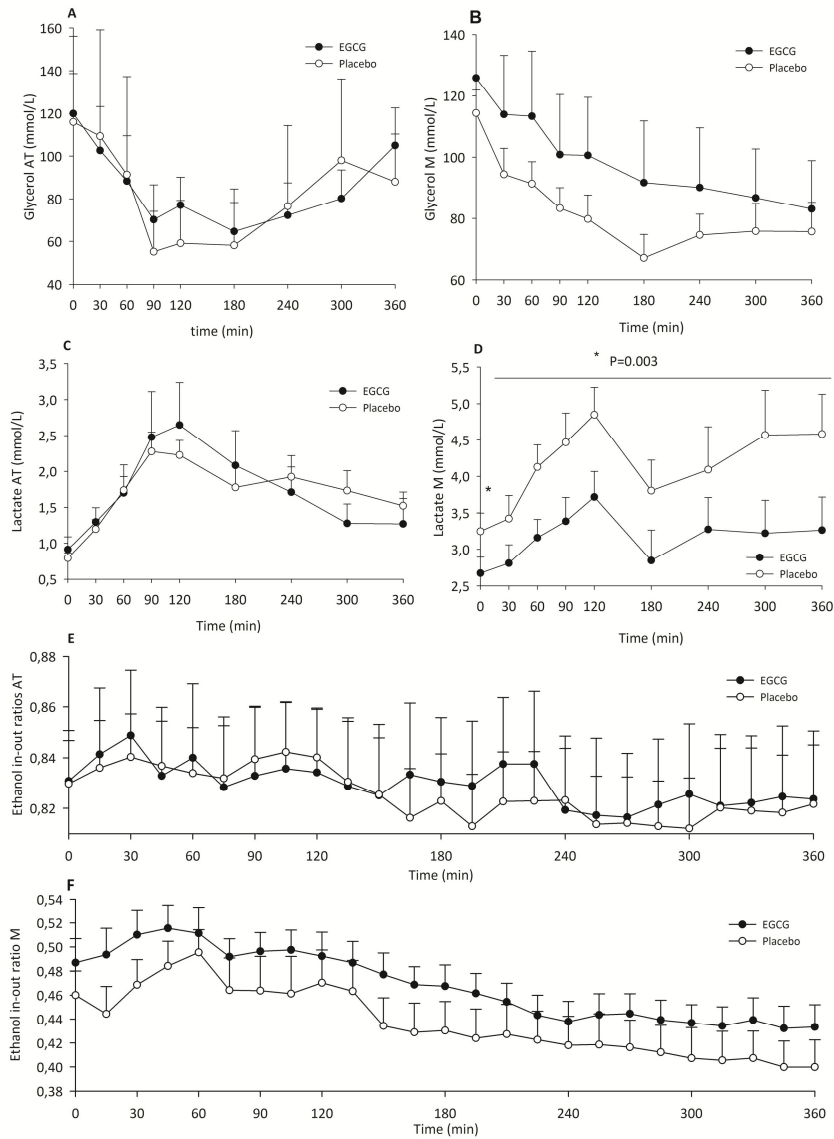 A
160
140
120
100
80
60
40
Glycerol AT (mmol/L)
EGCG
Placebo
0 30 60 90 120 180 240 300 360
time (min)
B
140
120
100
80
60
Glycerol M (mmol/L)
EGCG
Placebo
0 30 60 90 120 180 240 300 360
Time (min)
C
3,5
3,0
2,5
2,0
1,5
1,0
0,5
Lactate AT (mmol/L)
EGCG
Placebo
0 30 60 90 120 180 240 300 360
Time (min)
D
5,5
5,0
4,5
4,0
3,5
3,0
2,5
Lactate M (mmol/L)
* P=0.003
*
EGCG
Placebo
0 30 60 90 120 180 240 300 360
Time (min)
E
0,88
0,86
0,84
0,82
Ethanol in-out ratios AT
EGCG
Placebo
0 30 60 90 120 180 240 300 360
Time (min)
F
0,54
0,52
0,50
0,48
0,46
0,44
0,42
0,40
0,38
Ethanol in-out ratio M
EGCG
Placebo
0 30 60 90 120 180 240 300 360
Time (min)